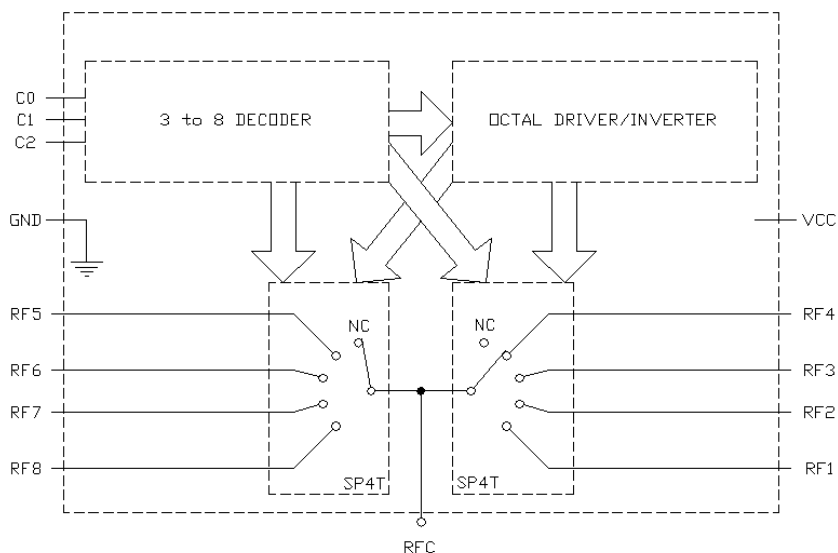 C0
C1
C2
3 to 8 DECODER
OCTAL DRIVER/INVERTER
GND
VCC
RF5
NC
NC
RF4
RF6
RF3
RF7
RF2
RF8
SP4T
SP4T
RF1
RFC